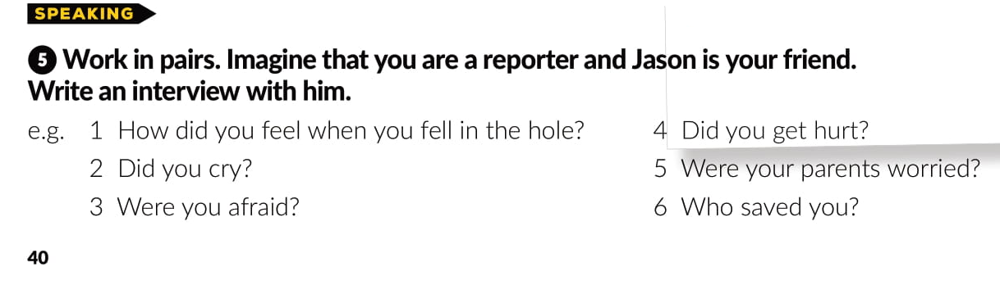 SPEAKING
5 Work in pairs. Imagine that you are a reporter and Jason is your friend.
Write an interview with him.
e.g. 1 How did you feel when you fell in the hole? 4 Did you get hurt?
2 Did you cry? 5 Were your parents worried?
3 Were you afraid? 6 Who saved you?
40